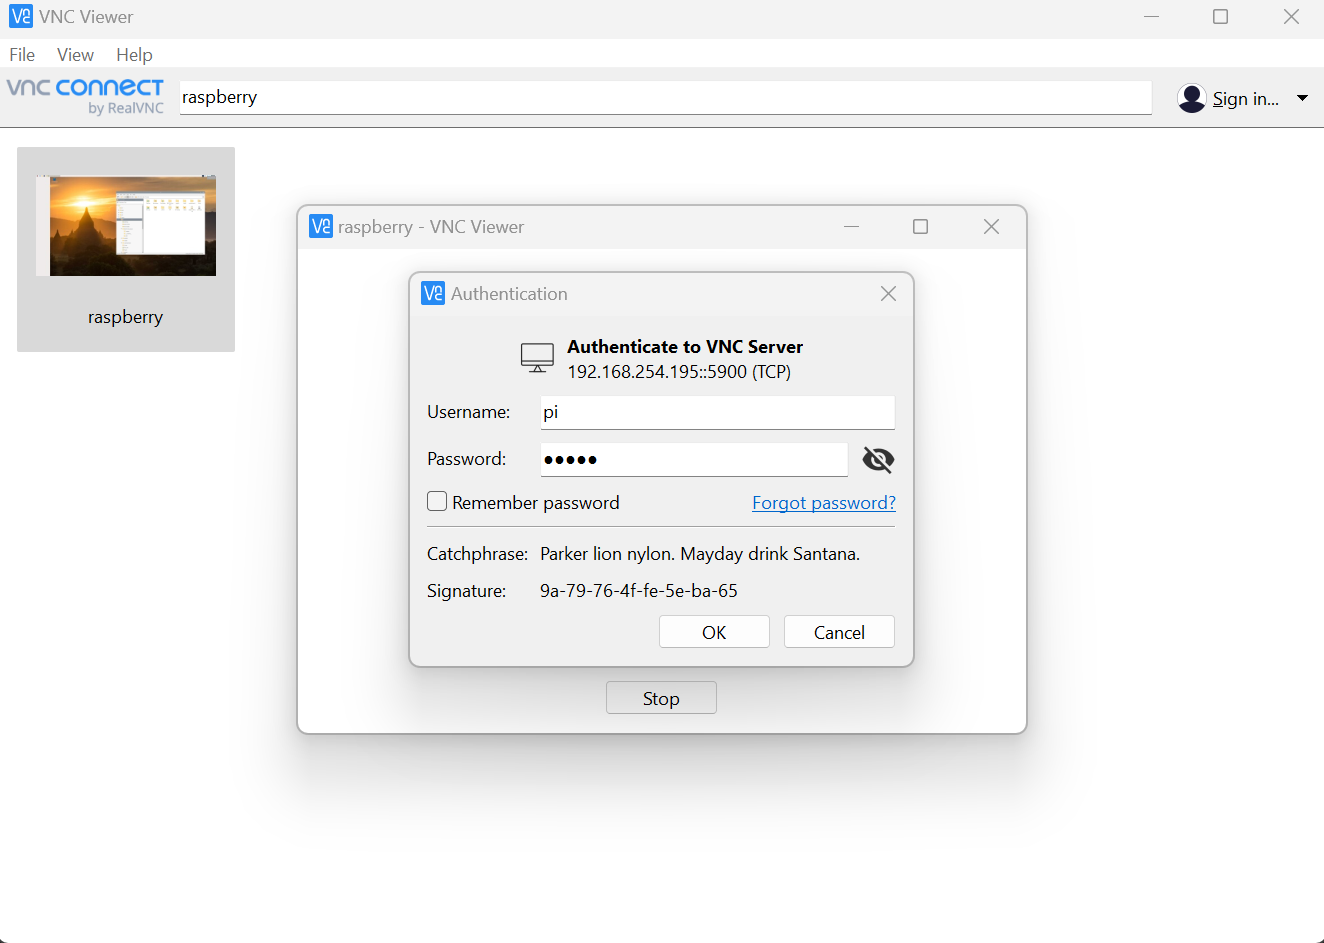 VNC Viewer
File View Help
vnc connect
by RealVNC
raspberry
Sign in...
raspberry
raspberry - VNC Viewer
Authentication
Authenticate to VNC Server
192.168.254.195::5900 (TCP)
Username: pi
Password: •••••
Remember password Forgot password?
Catchphrase: Parker lion nylon. Mayday drink Santana.
Signature: 9a-79-76-4f-fe-5e-ba-65
OK Cancel
Stop